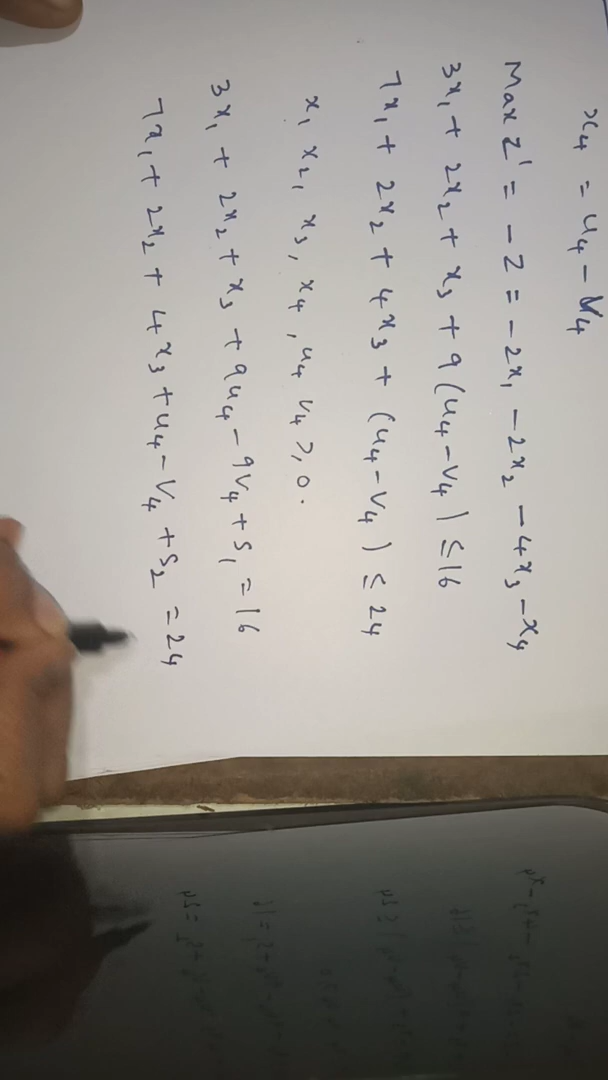 x₄ = u₄ - v₄
Max z' = - z = - 2x₁ - 2x₂ - 4x₃ - x₄
3x₁ + 2x₂ + x₃ + 9(u₄ - v₄) ≤ 16
7x₁ + 2x₂ + 4x₃ + (u₄ - v₄) ≤ 24
x₁ x₂, x₃, x₄, u₄ v₄ ≥, 0.
3x₁ + 2x₂ + x₃ + 9u₄ - 9v₄ + s₁ = 16
7x₁ + 2x₂ + 4x₃ + u₄ - v₄ + s₂ = 24